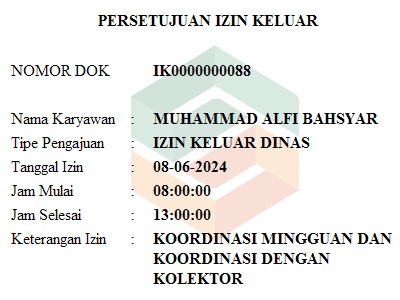 PERSETUJUAN IZIN KELUAR
NOMOR DOK IK0000000088
Nama Karyawan : MUHAMMAD ALFI BAHSYAR
Tipe Pengajuan : IZIN KELUAR DINAS
Tanggal Izin : 08-06-2024
Jam Mulai : 08:00:00
Jam Selesai : 13:00:00
Keterangan Izin : KOORDINASI MINGGUAN DAN
KOORDINASI DENGAN
KOLEKTOR